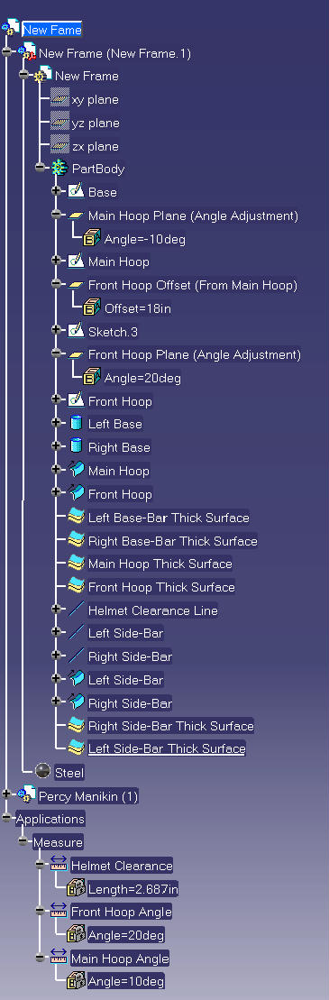 New Fame
New Frame (New Frame.1)
New Frame
xy plane
yz plane
zx plane
PartBody
Base
Main Hoop Plane (Angle Adjustment)
Angle=-10deg
Main Hoop
Front Hoop Offset (From Main Hoop)
Offset=18in
Sketch.3
Front Hoop Plane (Angle Adjustment)
Angle=20deg
Front Hoop
Left Base
Right Base
Main Hoop
Front Hoop
Left Base-Bar Thick Surface
Right Base-Bar Thick Surface
Main Hoop Thick Surface
Front Hoop Thick Surface
Helmet Clearance Line
Left Side-Bar
Right Side-Bar
Left Side-Bar
Right Side-Bar
Right Side-Bar Thick Surface
Left Side-Bar Thick Surface
Steel
Percy Manikin (1)
Applications
Measure
Helmet Clearance
Length=2.687in
Front Hoop Angle
Angle=20deg
Main Hoop Angle
Angle=10deg